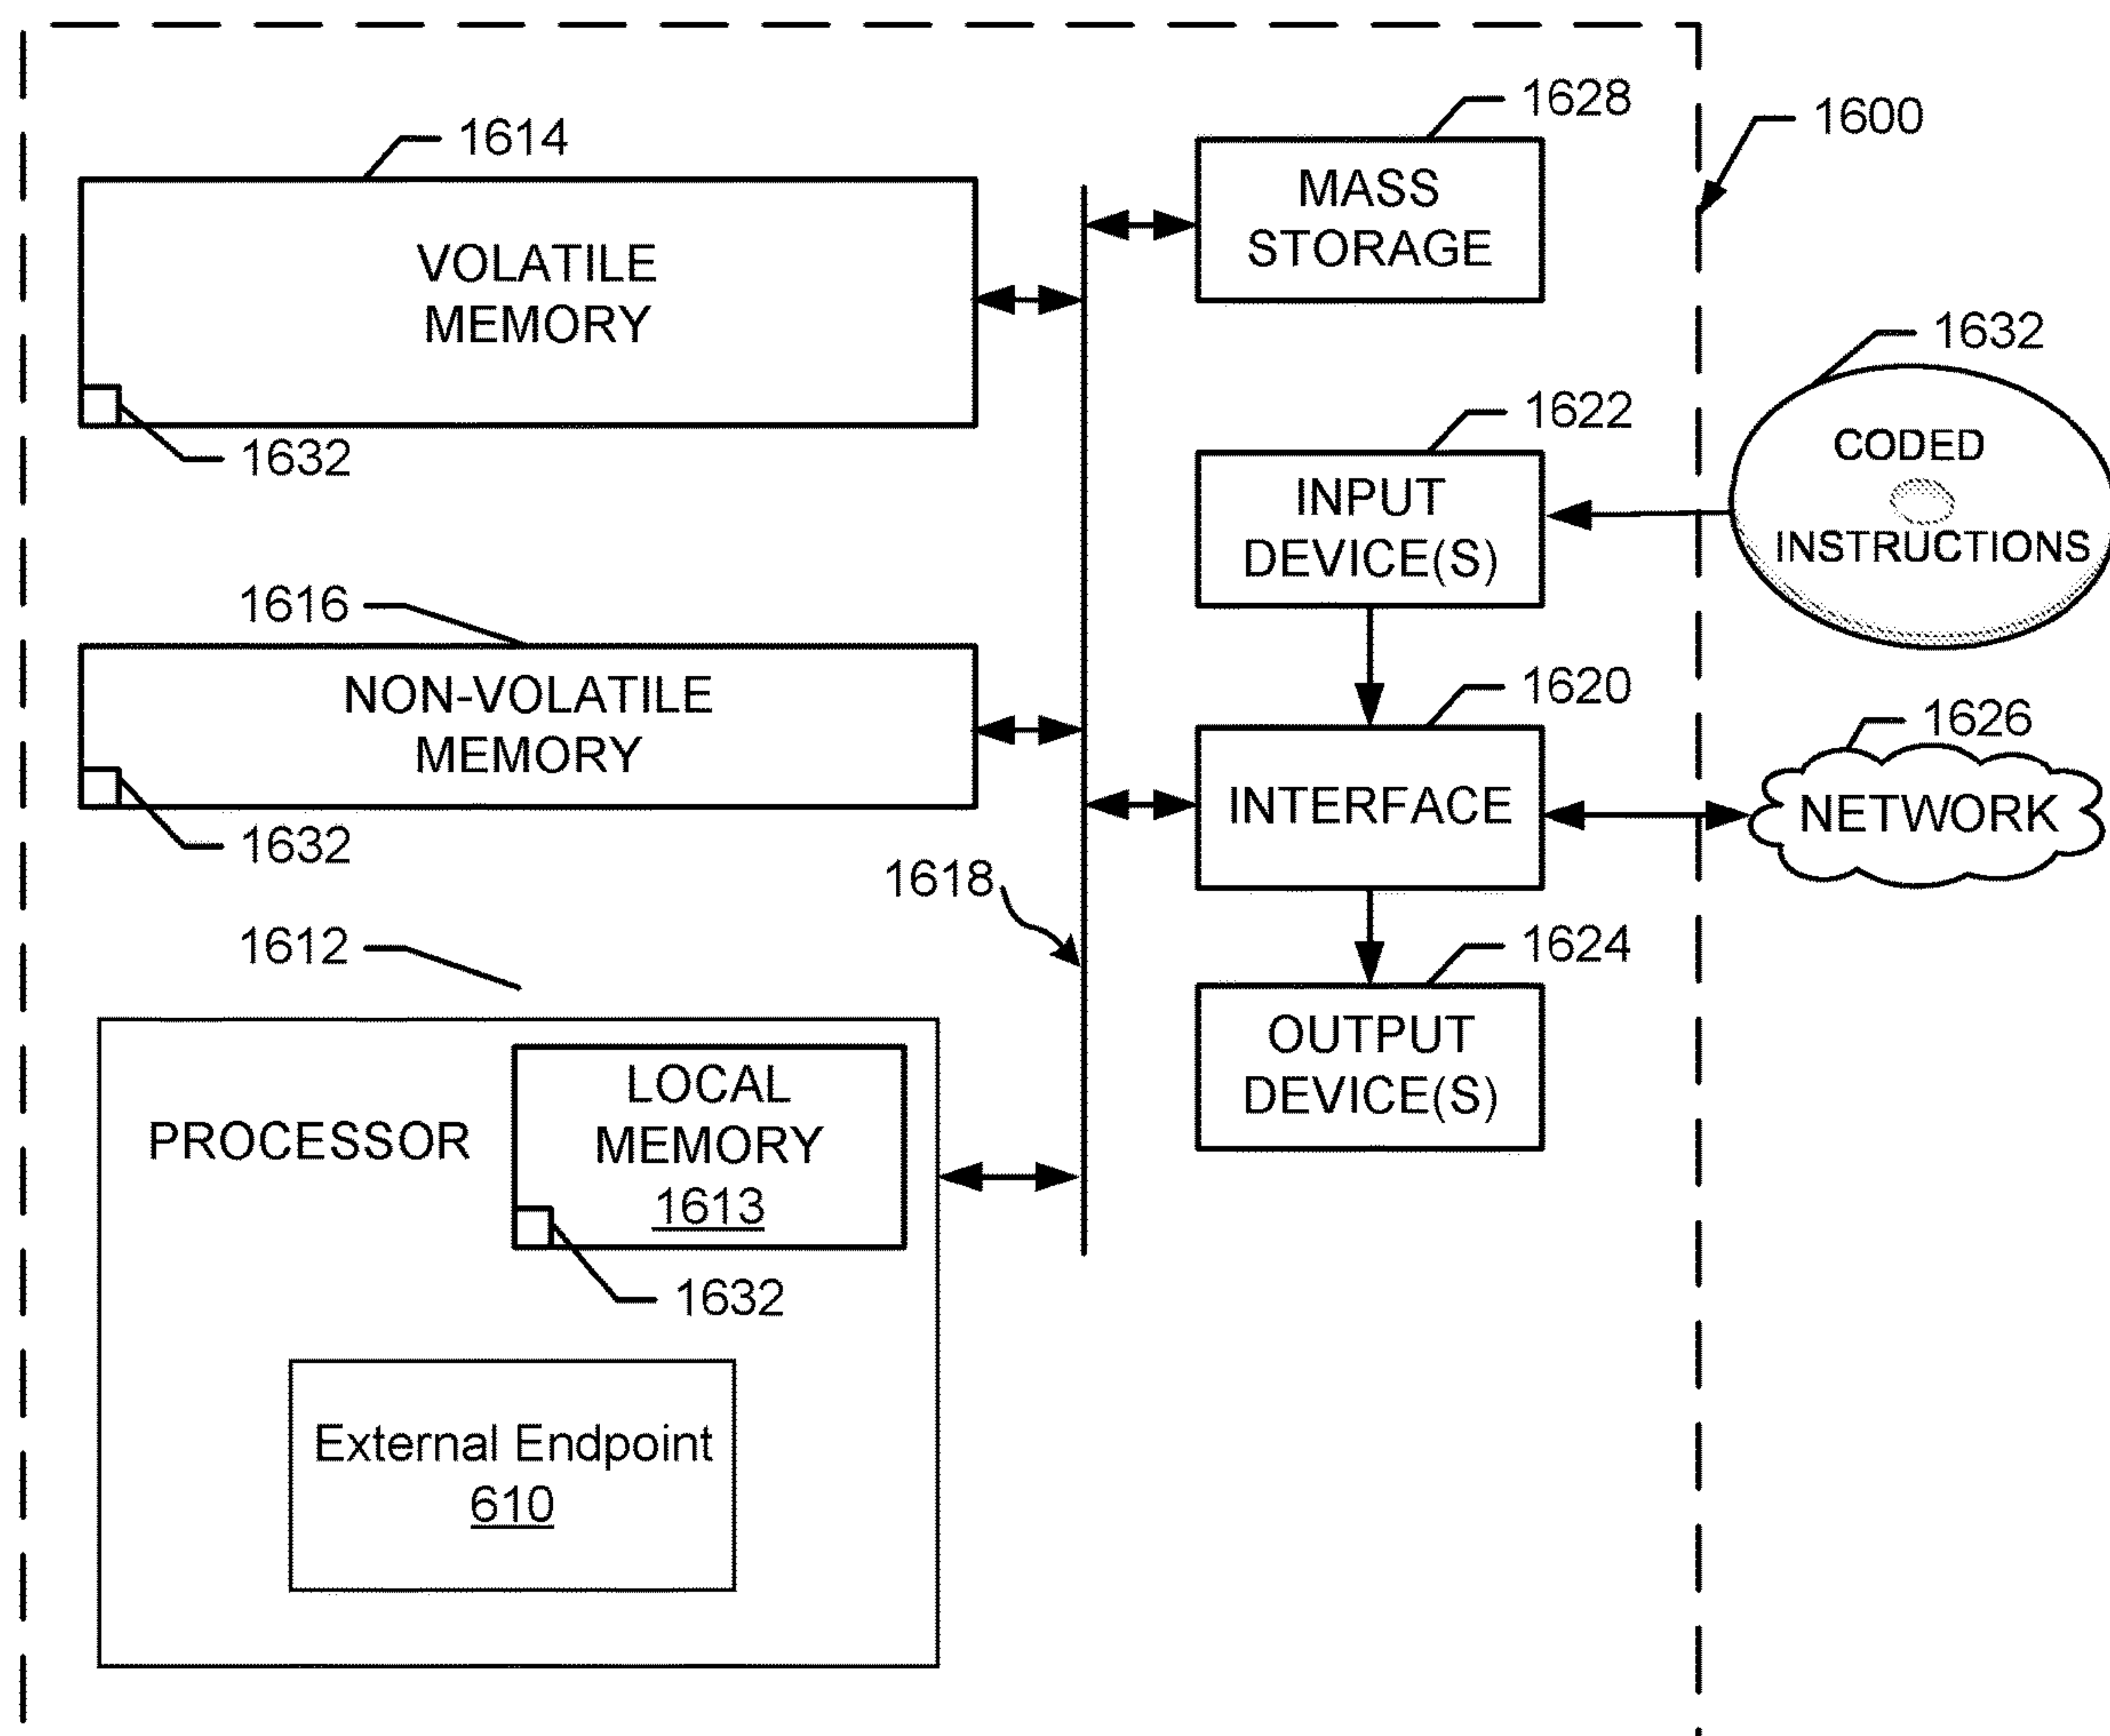 1600
1614
VOLATILE
MEMORY
1632
1616
NON-VOLATILE
MEMORY
1632
1618
1612
PROCESSOR
LOCAL
MEMORY
1613
1632
External Endpoint
610
1628
MASS
STORAGE
1622
INPUT
DEVICE(S)
1620
INTERFACE
1624
OUTPUT
DEVICE(S)
1632
CODED
INSTRUCTIONS
1626
NETWORK